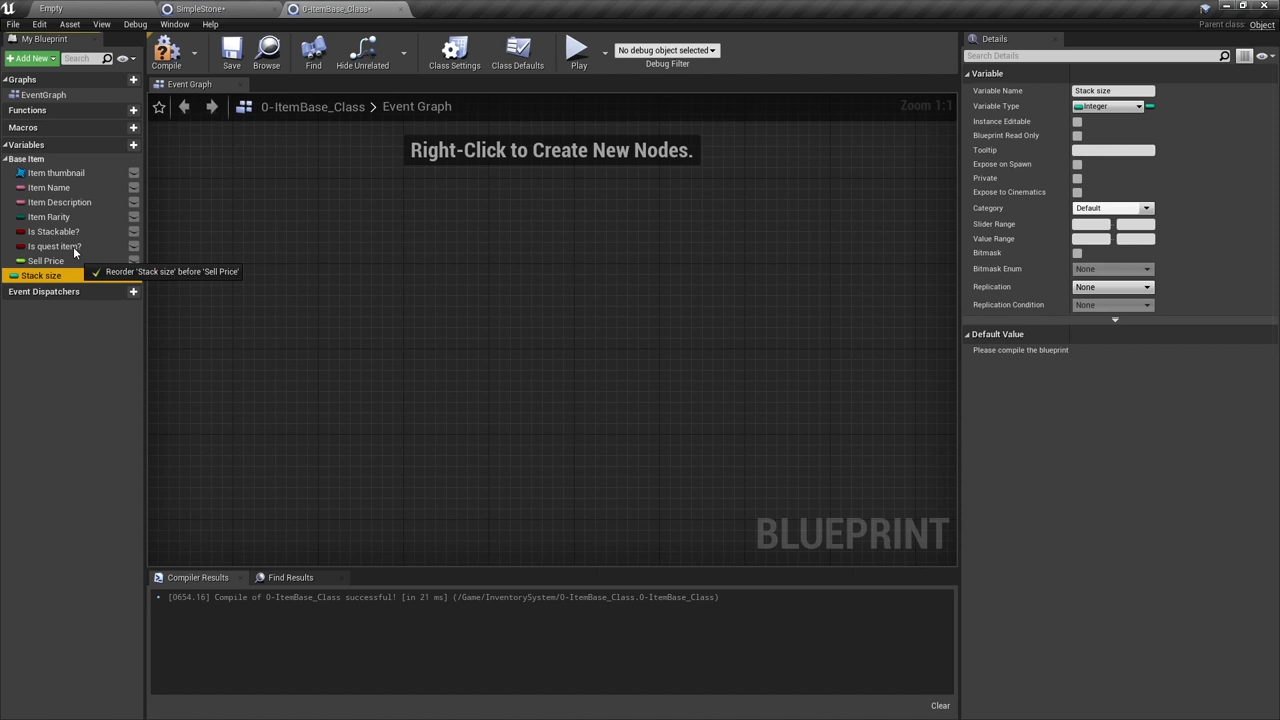 Empty
SimpleStone*
0-ItemBase_Class*
File Edit Asset View Debug Window Help
Parent class: Object
My Blueprint
Details
Add New
Search
Compile
Save
Browse
Find
Hide Unrelated
Class Settings
Class Defaults
Play
No debug object selected
Debug Filter
Search Details
Graphs
EventGraph
Functions
Macros
Variables
Base Item
Item thumbnail
Item Name
Item Description
Item Rarity
Is Stackable?
Is quest item?
Sell Price
Stack size
Reorder 'Stack size' before 'Sell Price'
Event Dispatchers
Event Graph
0-ItemBase_Class > Event Graph
Zoom 1:1
Right-Click to Create New Nodes.
BLUEPRINT
Variable
Variable Name Stack size
Variable Type Integer
Instance Editable
Blueprint Read Only
Tooltip
Expose on Spawn
Private
Expose to Cinematics
Category Default
Slider Range
Value Range
Bitmask
Bitmask Enum None
Replication None
Replication Condition None
Default Value
Please compile the blueprint
Compiler Results
Find Results
[0654.16] Compile of 0-ItemBase_Class successful! [in 21 ms] (/Game/InventorySystem/0-ItemBase_Class.0-ItemBase_Class)
Clear